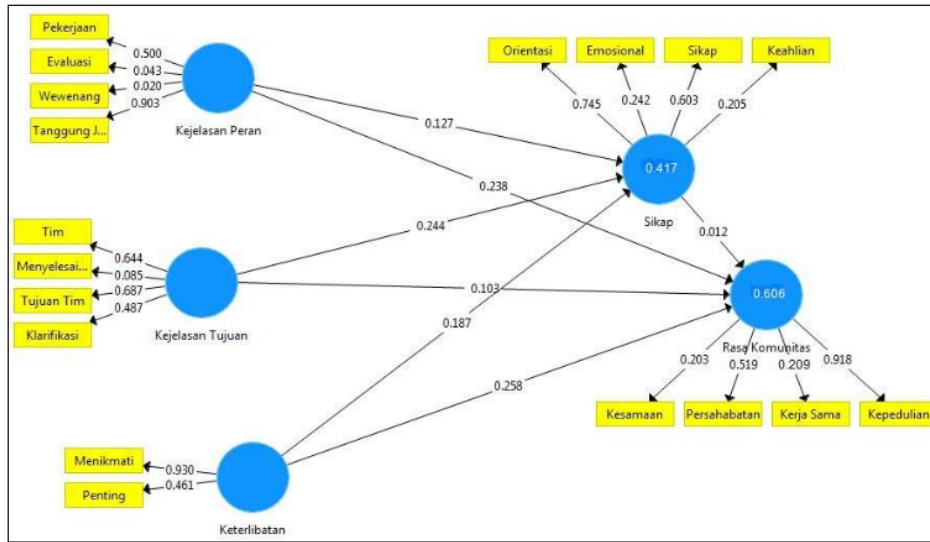 Pekerjaan
Evaluasi
Wewenang
Tanggung J...
0.500
0.043
0.020
0.903
Kejelasan Peran
Orientasi
Emosional
Sikap
Keahlian
0.745
0.242
0.603
0.205
0.417
Sikap
0.127
0.238
0.244
0.103
0.187
0.258
0.012
Tim
Menyelesai...
Tujuan Tim
Klarifikasi
0.644
0.085
0.687
0.487
Kejelasan Tujuan
0.606
Rasa Komunitas
0.203
0.519
0.209
0.918
Kesamaan
Persahabatan
Kerja Sama
Kepedulian
Menikmati
Penting
0.930
0.461
Keterlibatan